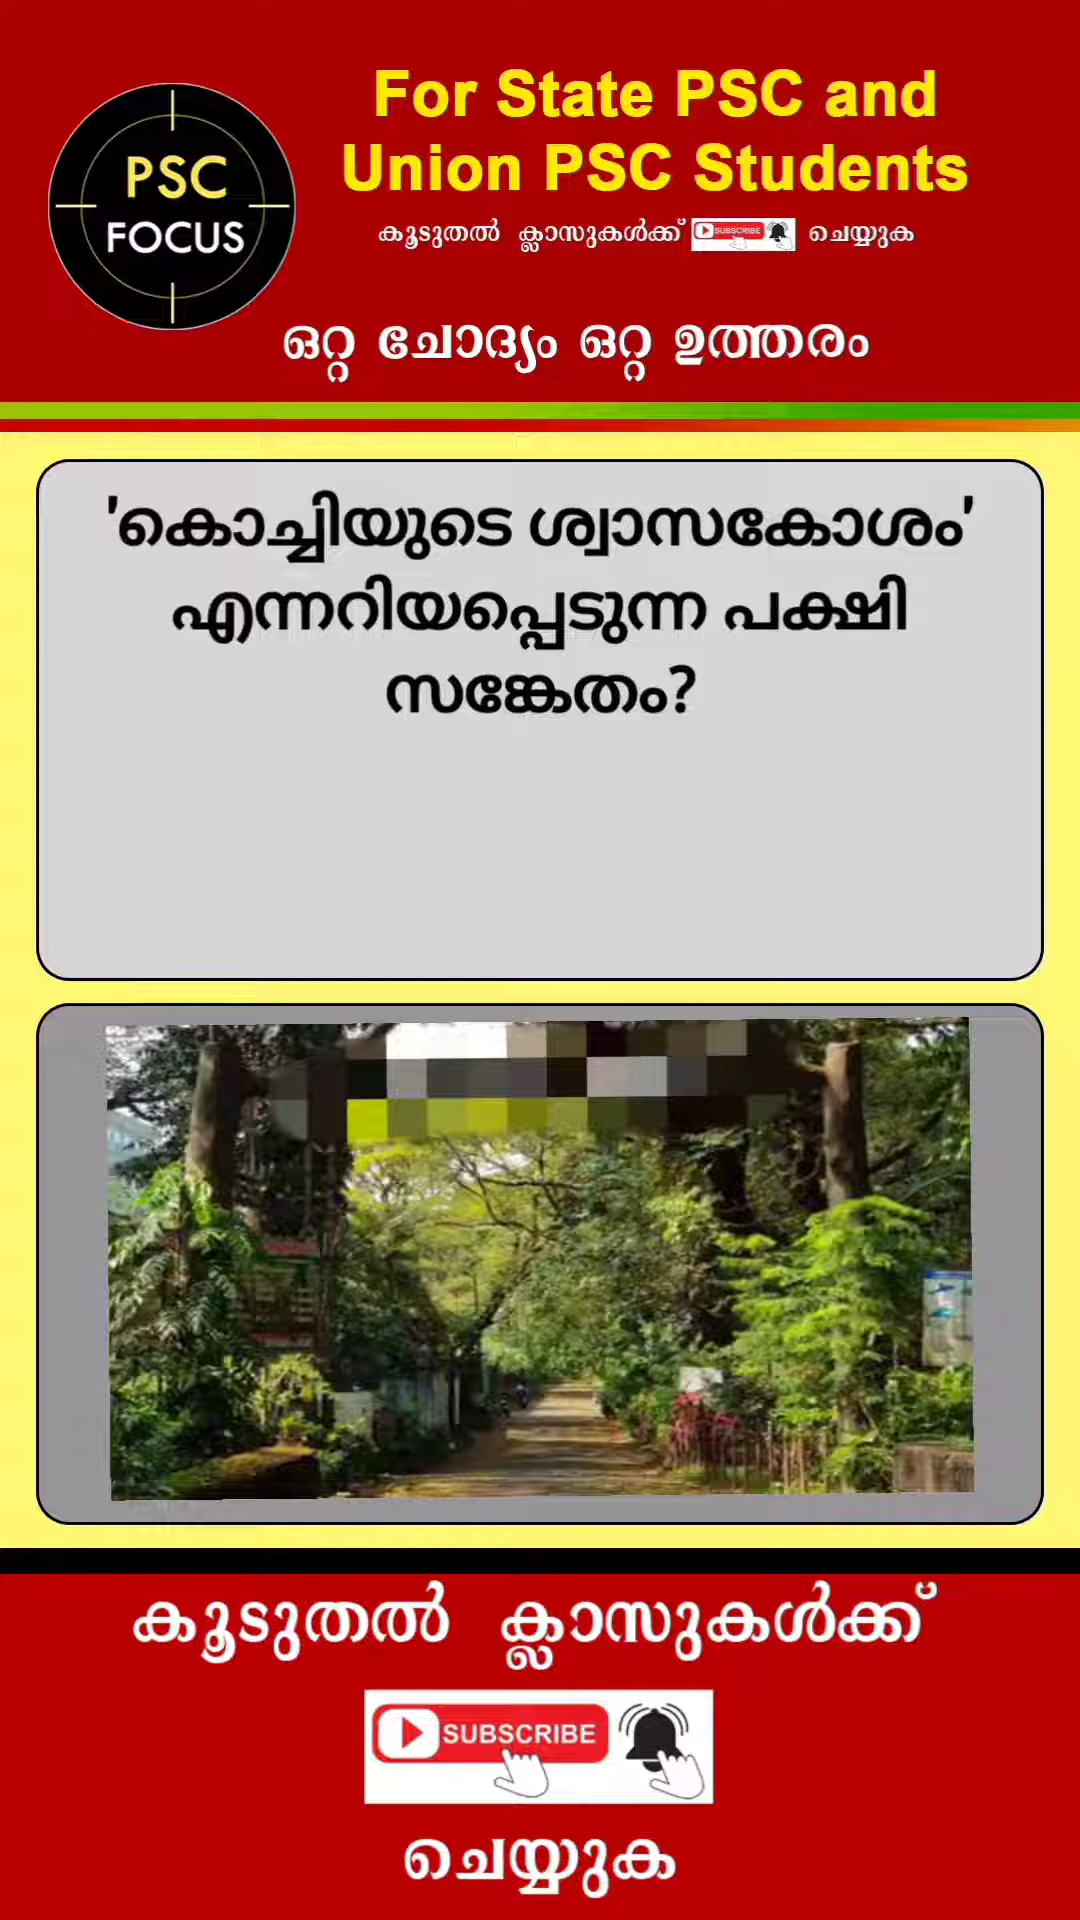 For State PSC and
Union PSC Students
PSC
FOCUS
കൂടുതൽ ക്ലാസുകൾക്ക് SUBSCRIBE ചെയ്യുക
ഒറ്റ ചോദ്യം ഒറ്റ ഉത്തരം
'കൊച്ചിയുടെ ശ്വാസകോശം'
എന്നറിയപ്പെടുന്ന പക്ഷി
സങ്കേതം?
കൂടുതൽ ക്ലാസുകൾക്ക്
SUBSCRIBE
ചെയ്യുക